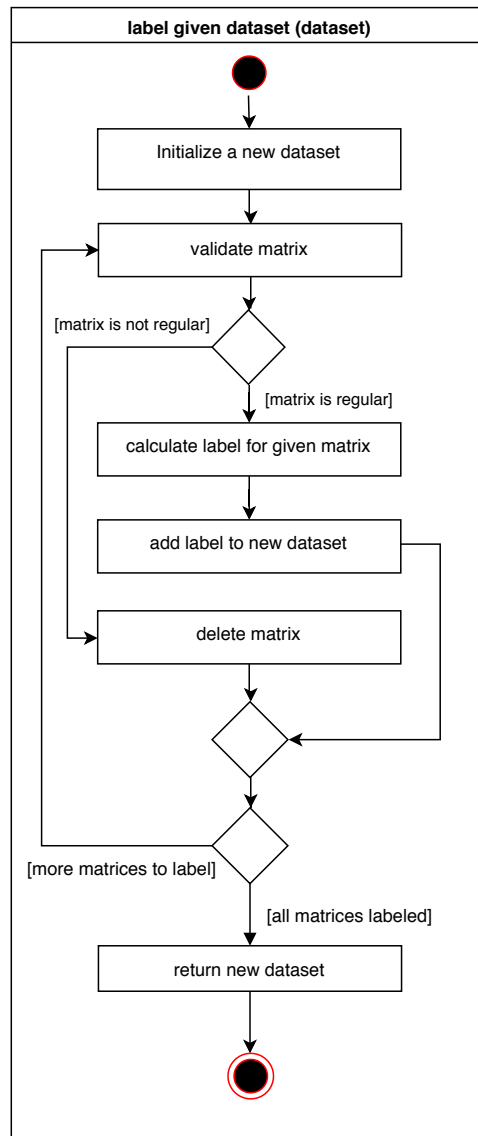 label given dataset (dataset)
Initialize a new dataset
validate matrix
[matrix is not regular]
[matrix is regular]
calculate label for given matrix
add label to new dataset
delete matrix
[more matrices to label]
[all matrices labeled]
return new dataset